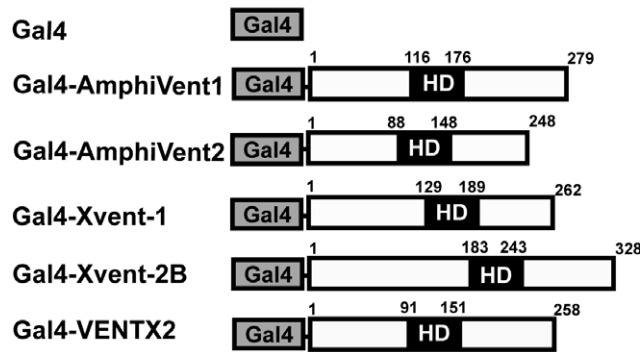 Gal4 Gal4
1 116 176 279
Gal4-AmphiVent1 Gal4 HD
1 88 148 248
Gal4-AmphiVent2 Gal4 HD
1 129 189 262
Gal4-Xvent-1 Gal4 HD
1 183 243 328
Gal4-Xvent-2B Gal4 HD
1 91 151 258
Gal4-VENTX2 Gal4 HD